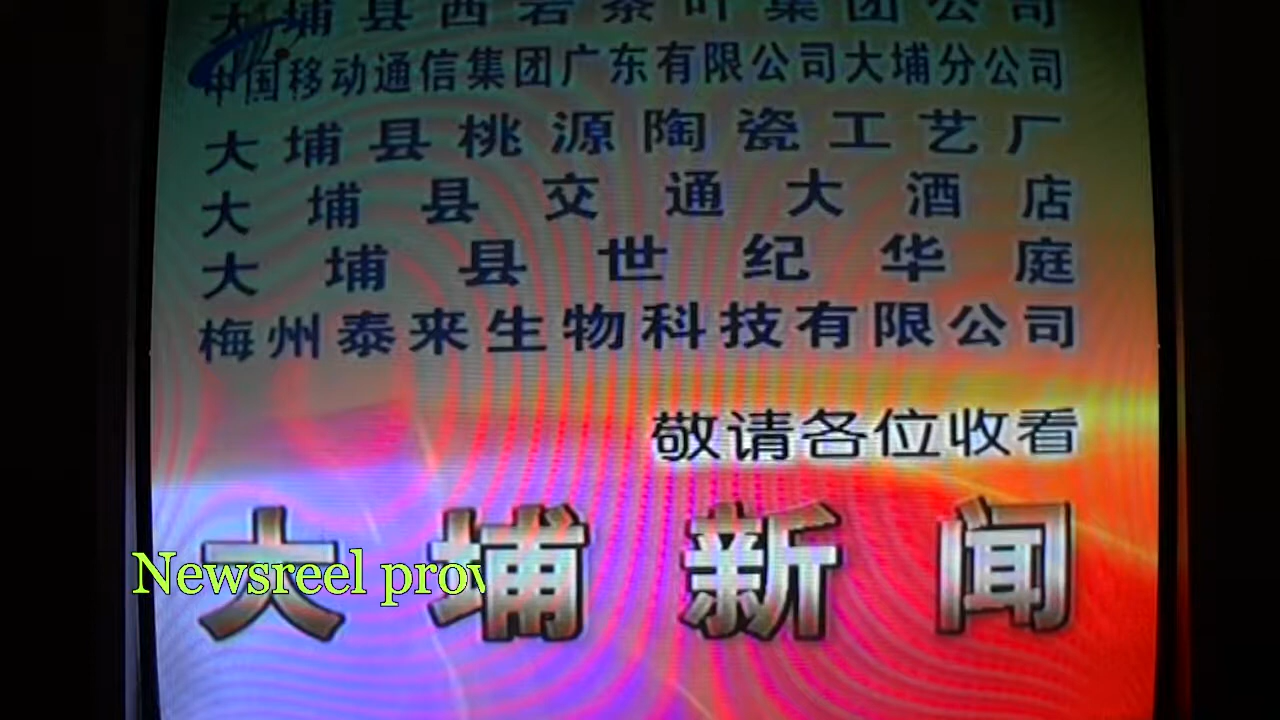 大埔县西岩茶叶集团公司
中国移动通信集团广东有限公司大埔分公司
大埔县桃源陶瓷工艺厂
大埔县交通大酒店
大埔县世纪华庭
梅州泰来生物科技有限公司
敬请各位收看
大埔新闻
Newsreel prov